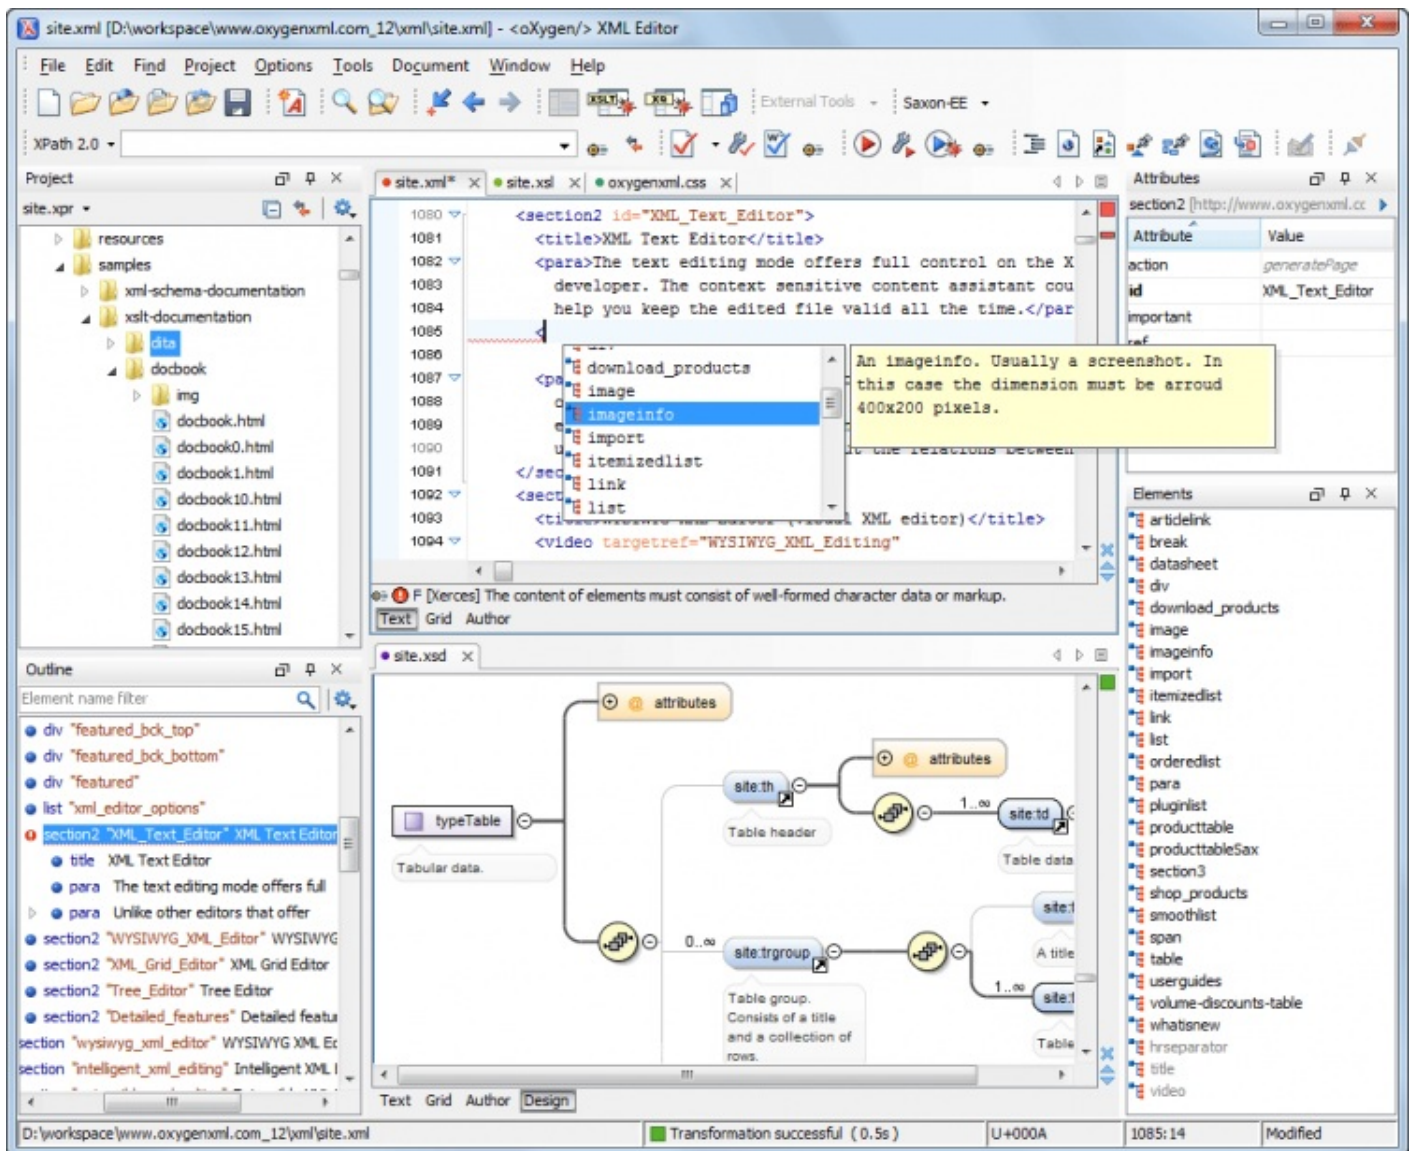 site.xml [D:\workspace\www.oxygenxml.com_12\xml\site.xml] - <oXygen/> XML Editor
File Edit Find Project Options Tools Document Window Help
External Tools Saxon-EE
XPath 2.0
Project
site.xpr
resources
samples
xml-schema-documentation
xslt-documentation
dita
docbook
img
docbook.html
docbook0.html
docbook1.html
docbook10.html
docbook11.html
docbook12.html
docbook13.html
docbook14.html
docbook15.html
Outline
Element name filter
div "featured_bck_top"
div "featured_bck_bottom"
div "featured"
list "xml_editor_options"
section2 "XML_Text_Editor" XML Text Editor
title XML Text Editor
para The text editing mode offers full
para Unlike other editors that offer
section2 "WYSIWYG_XML_Editor" WYSIWYG
section2 "XML_Grid_Editor" XML Grid Editor
section2 "Tree_Editor" Tree Editor
section2 "Detailed_features" Detailed featu
section "wysiwyg_xml_editor" WYSIWYG XML Ec
section "intelligent_xml_editing" Intelligent XML
site.xml* site.xsl oxygenxml.css
1080 <section2 id="XML_Text_Editor">
1081 <title>XML Text Editor</title>
1082 <para>The text editing mode offers full control on the X
1083 developer. The context sensitive content assistant cou
1084 help you keep the edited file valid all the time.</par
1085 <
1086
1087 <pa
1088
1089
1090 the relations between
1091 </sec
1092 <sect
1093 XML editor)</title>
1094 <video targetref="WYSIWYG_XML_Editing"
download_products
image
imageinfo
import
itemizedlist
link
list
An imageinfo. Usually a screenshot. In
this case the dimension must be arroud
400x200 pixels.
F [Xerces] The content of elements must consist of well-formed character data or markup.
Text Grid Author
site.xsd
attributes
attributes
site:th
1..∞
site:td
typeTable
Table header
Tabular data.
Table data
site:t
0..∞
site:trgroup
A title
1..∞
site:t
Table group.
Consists of a title
and a collection of
rows.
Table
Text Grid Author Design
Attributes
section2 [http://www.oxygenxml.cc
Attribute Value
action generatePage
id XML_Text_Editor
important
ref
Elements
articlelink
break
datasheet
div
download_products
image
imageinfo
import
itemizedlist
link
list
orderedlist
para
pluginlist
producttable
producttableSax
section3
shop_products
smoothlist
span
table
userguides
volume-discounts-table
whatisnew
hrseparator
title
video
D:\workspace\www.oxygenxml.com_12\xml\site.xml Transformation successful (0.5s) U+000A 1085:14 Modified